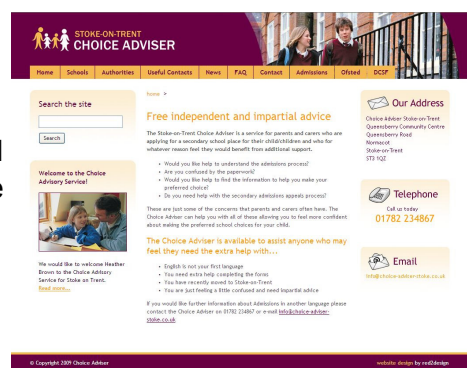 STOKE-ON-TRENT
CHOICE ADVISER
Home Schools Authorities Useful Contacts News FAQ Contact Admissions Ofsted DCSF
Search the site
Search
Welcome to the Choice
Advisory Service!
We would like to welcome Heather
Brown to the Choice Advisory
Service for Stoke on Trent.
Read more...
home >
Free independent and impartial advice
The Stoke-on-Trent Choice Adviser is a service for parents and carers who are
applying for a secondary school place for their child/children and who for
whatever reason feel they would benefit from additional support.
• Would you like help to understand the admissions process?
• Are you confused by the paperwork?
• Would you like help to find the information to help you make your
preferred choice?
• Do you need help with the secondary admissions appeals process?
These are just some of the concerns that parents and carers often have. The
Choice Adviser can help you with all of these allowing you to feel more confident
about making the preferred school choices for your child.
The Choice Adviser is available to assist anyone who may
feel they need the extra help with...
• English is not your first language
• You need extra help completing the forms
• You have recently moved to Stoke-on-Trent
• You are just feeling a little confused and need impartial advice
If you would like further information about Admissions in another language please
contact the Choice Adviser on 01782 234867 or e-mail info@choice-adviser-
stoke.co.uk
Our Address
Choice Adviser Stoke-on-Trent
Queensberry Community Centre
Queensberry Road
Normacot
Stoke-on-Trent
ST3 1QZ
Telephone
Call us today
01782 234867
Email
info@choice-adviser-stoke.co.uk
© Copyright 2009 Choice Adviser
website design by red2design